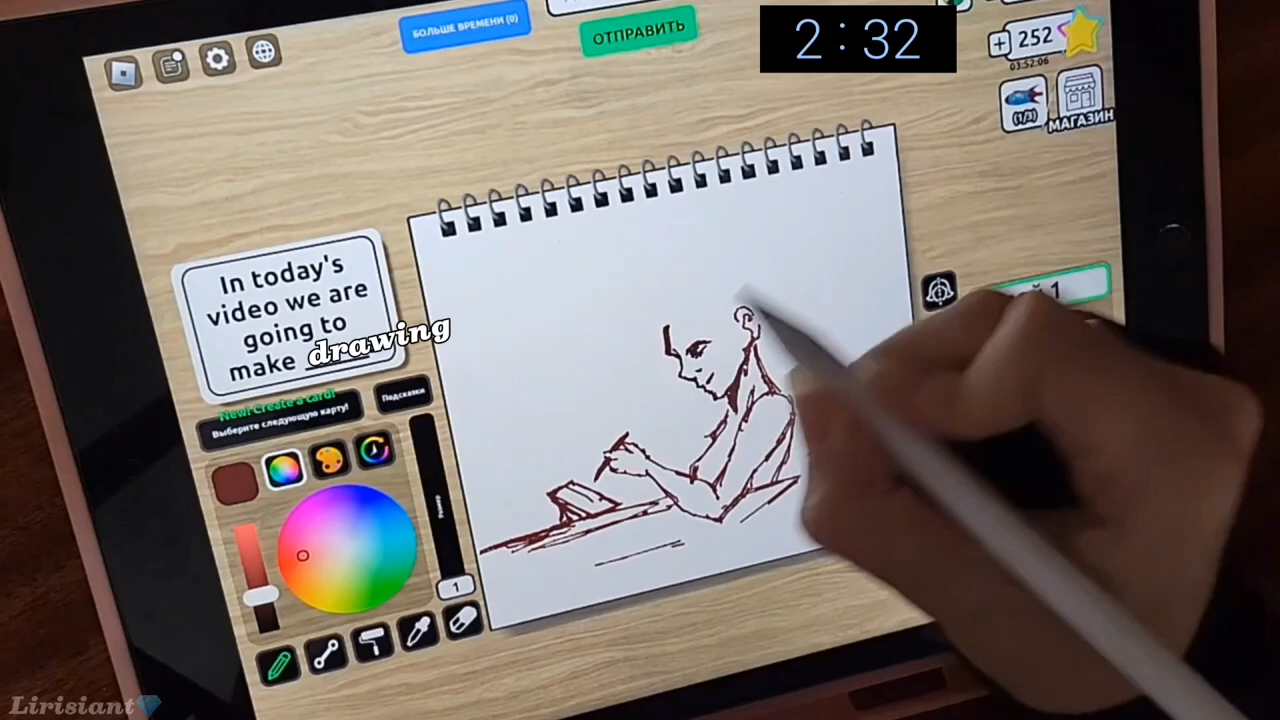 БОЛЬШЕ ВРЕМЕНИ (0)
ОТПРАВИТЬ
2:32
252
03:52:06
(1/3)
МАГАЗИН
In today's
video we are
going to
make drawing
New! Create a card!
Выберите следующую карту!
Подсказки
Размер
1
1
Lirisiant